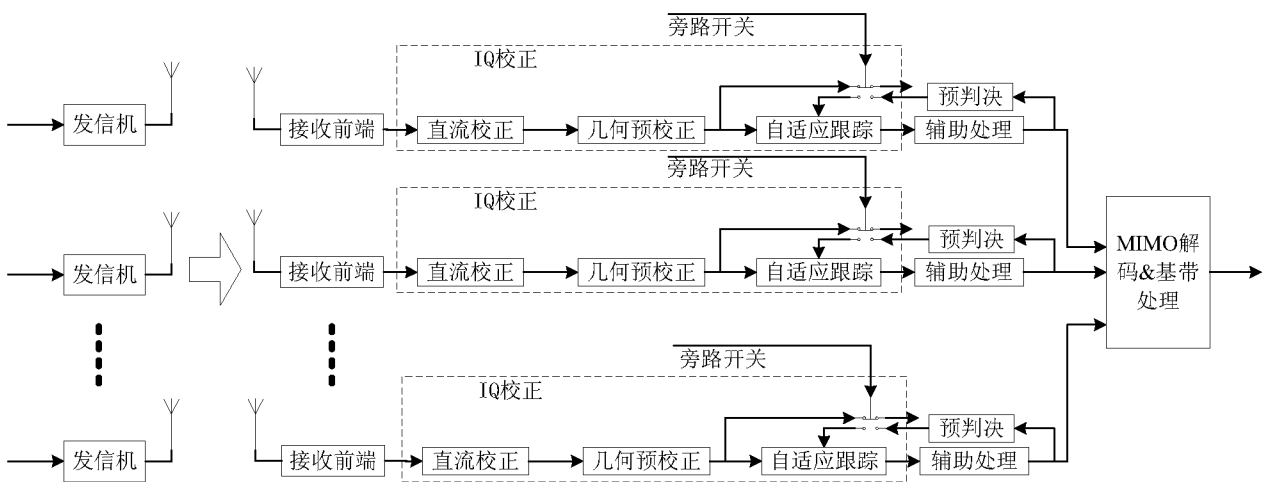 旁路开关
IQ校正
预判决
发信机
接收前端
直流校正
几何预校正
自适应跟踪
辅助处理
旁路开关
IQ校正
预判决
发信机
接收前端
直流校正
几何预校正
自适应跟踪
辅助处理
MIMO解
码&基带
处理
旁路开关
IQ校正
预判决
发信机
接收前端
直流校正
几何预校正
自适应跟踪
辅助处理